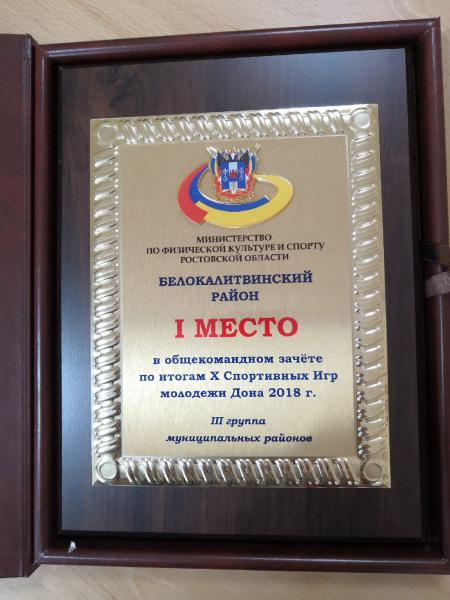 МИНИСТЕРСТВО
ПО ФИЗИЧЕСКОЙ КУЛЬТУРЕ И СПОРТУ
РОСТОВСКОЙ ОБЛАСТИ
БЕЛОКАЛИТВИНСКИЙ
РАЙОН
I МЕСТО
в общекомандном зачёте
по итогам X Спортивных Игр
молодежи Дона 2018 г.
III группа
муниципальных районов